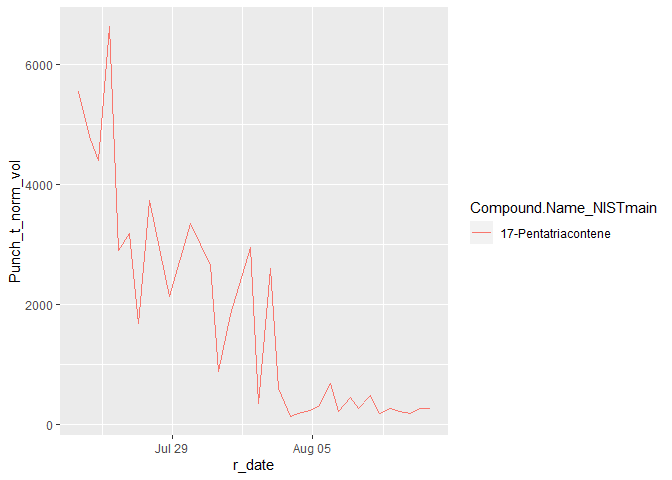 Punch_t_norm_vol
6000
4000
2000
0
Jul 29
Aug 05
r_date
Compound.Name_NISTmain
17-Pentatriacontene